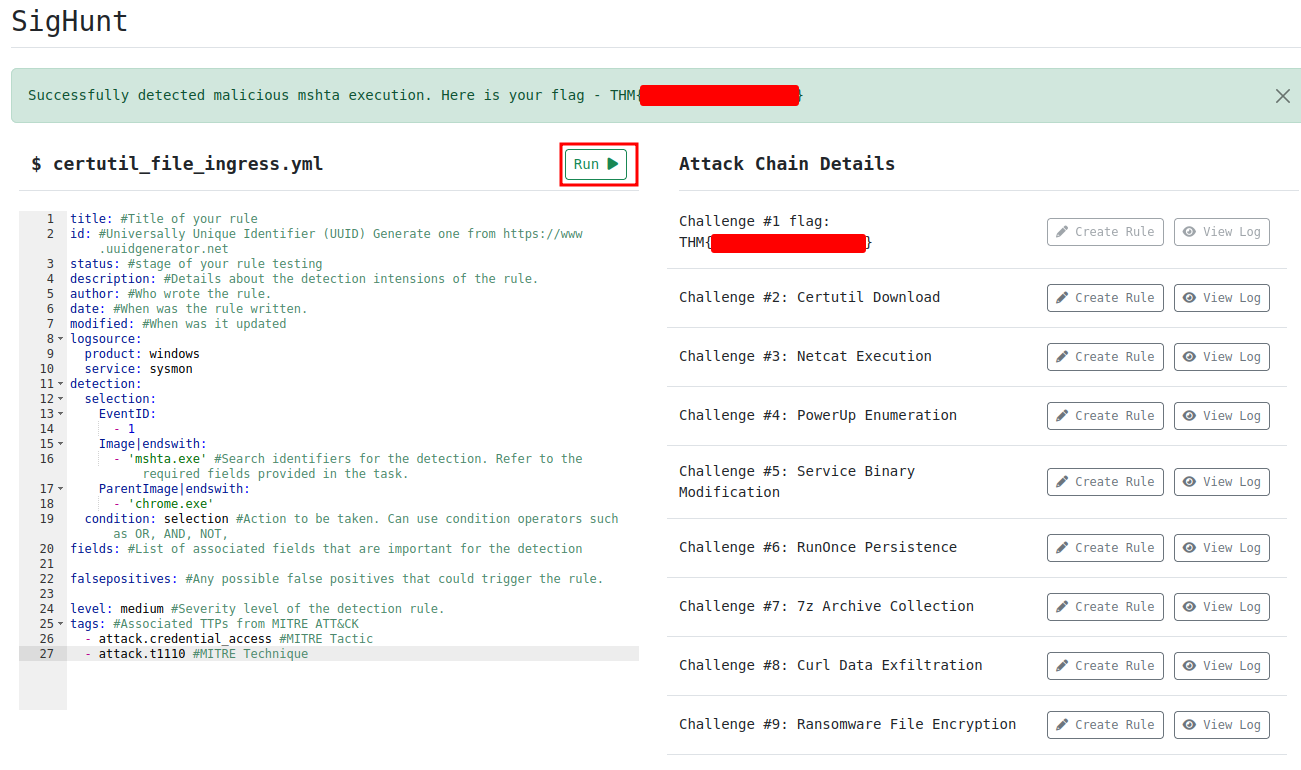 SigHunt
Successfully detected malicious mshta execution. Here is your flag - THM{ }
$ certutil_file_ingress.yml
Run
1 title: #Title of your rule
2 id: #Universally Unique Identifier (UUID) Generate one from https://www
.uuidgenerator.net
3 status: #stage of your rule testing
4 description: #Details about the detection intensions of the rule.
5 author: #Who wrote the rule.
6 date: #When was the rule written.
7 modified: #When was it updated
8 logsource:
9 product: windows
10 service: sysmon
11 detection:
12 selection:
13 EventID:
14 - 1
15 Image|endswith:
16 - 'mshta.exe' #Search identifiers for the detection. Refer to the
required fields provided in the task.
17 ParentImage|endswith:
18 - 'chrome.exe'
19 condition: selection #Action to be taken. Can use condition operators such
as OR, AND, NOT,
20 fields: #List of associated fields that are important for the detection
21
22 falsepositives: #Any possible false positives that could trigger the rule.
23
24 level: medium #Severity level of the detection rule.
25 tags: #Associated TTPs from MITRE ATT&CK
26 - attack.credential_access #MITRE Tactic
27 - attack.t1110 #MITRE Technique
Attack Chain Details
Challenge #1 flag:
THM{ }
Create Rule View Log
Challenge #2: Certutil Download Create Rule View Log
Challenge #3: Netcat Execution Create Rule View Log
Challenge #4: PowerUp Enumeration Create Rule View Log
Challenge #5: Service Binary
Modification
Create Rule View Log
Challenge #6: RunOnce Persistence Create Rule View Log
Challenge #7: 7z Archive Collection Create Rule View Log
Challenge #8: Curl Data Exfiltration Create Rule View Log
Challenge #9: Ransomware File Encryption Create Rule View Log